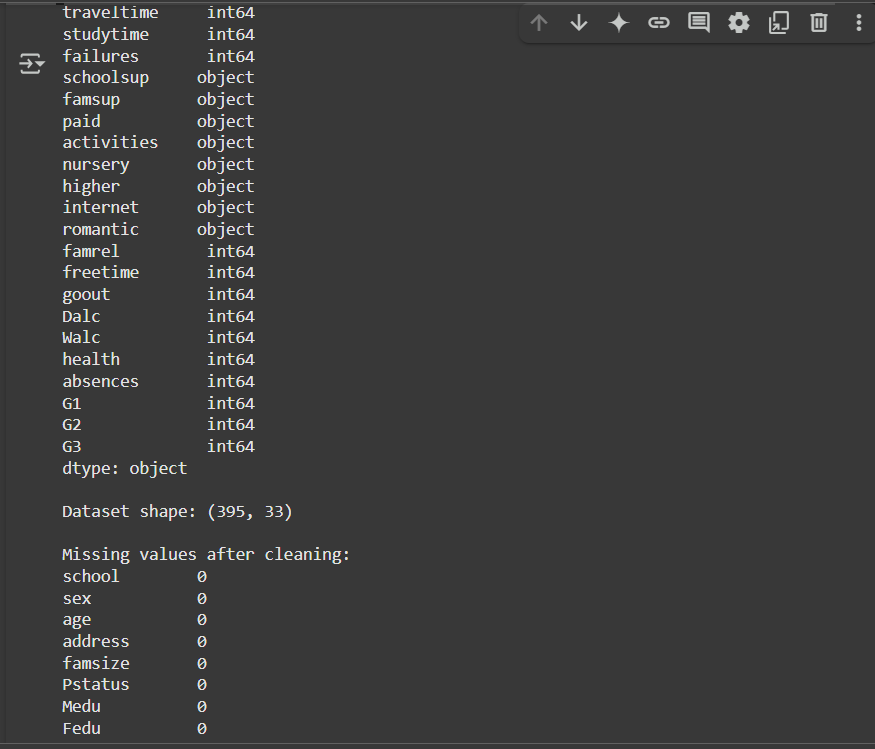 traveltime     int64
studytime      int64
failures       int64
schoolsup     object
famsup        object
paid          object
activities    object
nursery       object
higher        object
internet      object
romantic      object
famrel         int64
freetime       int64
goout          int64
Dalc           int64
Walc           int64
health         int64
absences       int64
G1             int64
G2             int64
G3             int64
dtype: object

Dataset shape: (395, 33)

Missing values after cleaning:
school        0
sex           0
age           0
address       0
famsize       0
Pstatus       0
Medu          0
Fedu          0